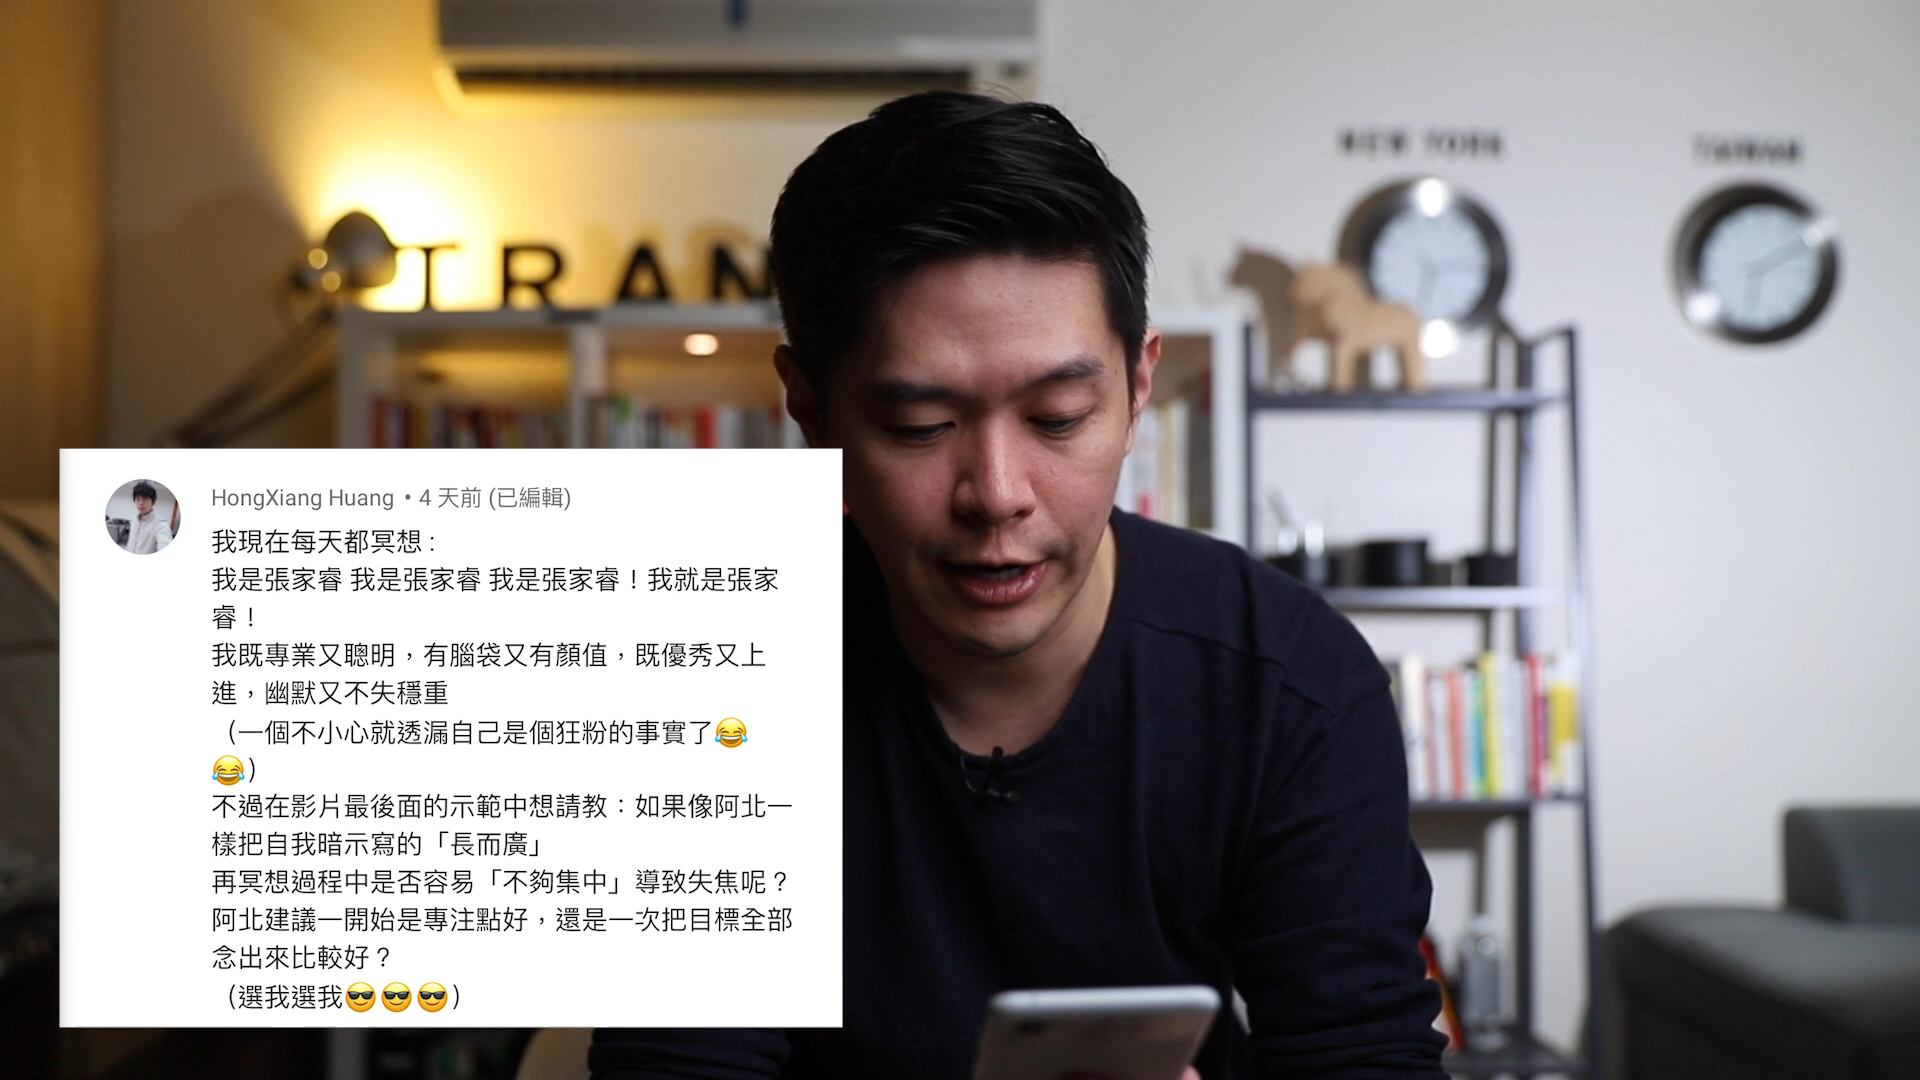 TRAN
NEW YORK
TAIWAN
HongXiang Huang • 4 天前 (已編輯)
我現在每天都冥想 :
我是張家睿 我是張家睿 我是張家睿！我就是張家
睿！
我既專業又聰明，有腦袋又有顏值，既優秀又上
進，幽默又不失穩重
（一個不小心就透漏自己是個狂粉的事實了😂
😂）
不過在影片最後面的示範中想請教：如果像阿北一
樣把自我暗示寫的「長而廣」
再冥想過程中是否容易「不夠集中」導致失焦呢？
阿北建議一開始是專注點好，還是一次把目標全部
念出來比較好？
（選我選我😎😎😎）